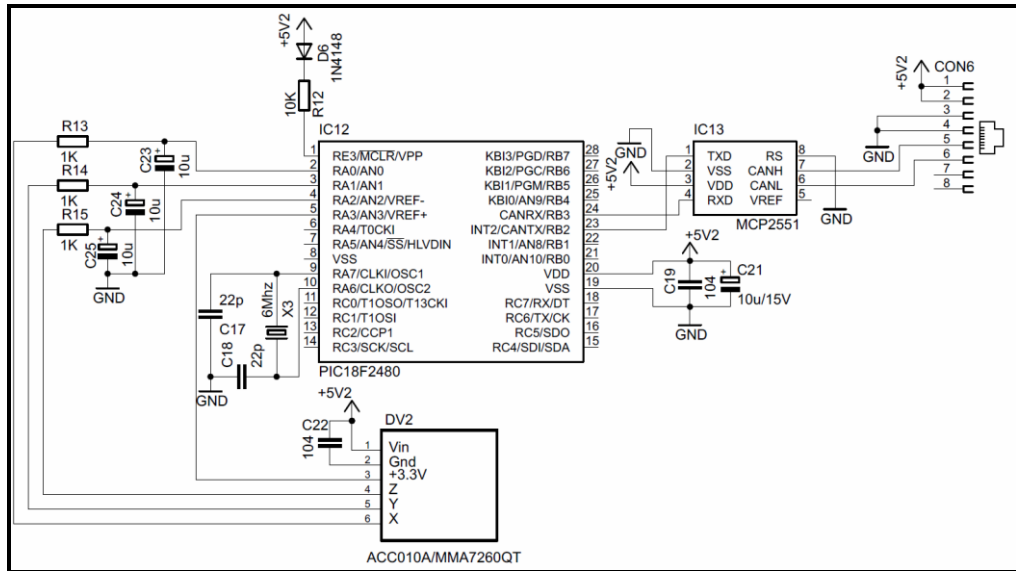 +5V2
D6
1N4148
10K
R12
R13
1K
R14
1K
R15
1K
C23
10u
C24
10u
C25
10u
GND
IC12
1 RE3/MCLR/VPP
2 RA0/AN0
3 RA1/AN1
4 RA2/AN2/VREF-
5 RA3/AN3/VREF+
6 RA4/T0CKI
7 RA5/AN4/SS/HLVDIN
8 VSS
9 RA7/CLKI/OSC1
10 RA6/CLKO/OSC2
11 RC0/T1OSO/T13CKI
12 RC1/T1OSI
13 RC2/CCP1
14 RC3/SCK/SCL
KBI3/PGD/RB7 28
KBI2/PGC/RB6 27
KBI1/PGM/RB5 26
KBI0/AN9/RB4 25
CANRX/RB3 24
INT2/CANTX/RB2 23
INT1/AN8/RB1 22
INT0/AN10/RB0 21
VDD 20
VSS 19
RC7/RX/DT 18
RC6/TX/CK 17
RC5/SDO 16
RC4/SDI/SDA 15
PIC18F2480
22p
C17
C18
22p
6Mhz
X3
GND
GND
+5V2
IC13
1 TXD
2 VSS
3 VDD
4 RXD
RS 8
CANH 7
CANL 6
VREF 5
MCP2551
GND
+5V2
CON6
1
2
3
4
5
6
7
8
GND
+5V2
C19
104
C21
10u/15V
GND
+5V2
C22
104
DV2
1 Vin
2 Gnd
3 +3.3V
4 Z
5 Y
6 X
ACC010A/MMA7260QT